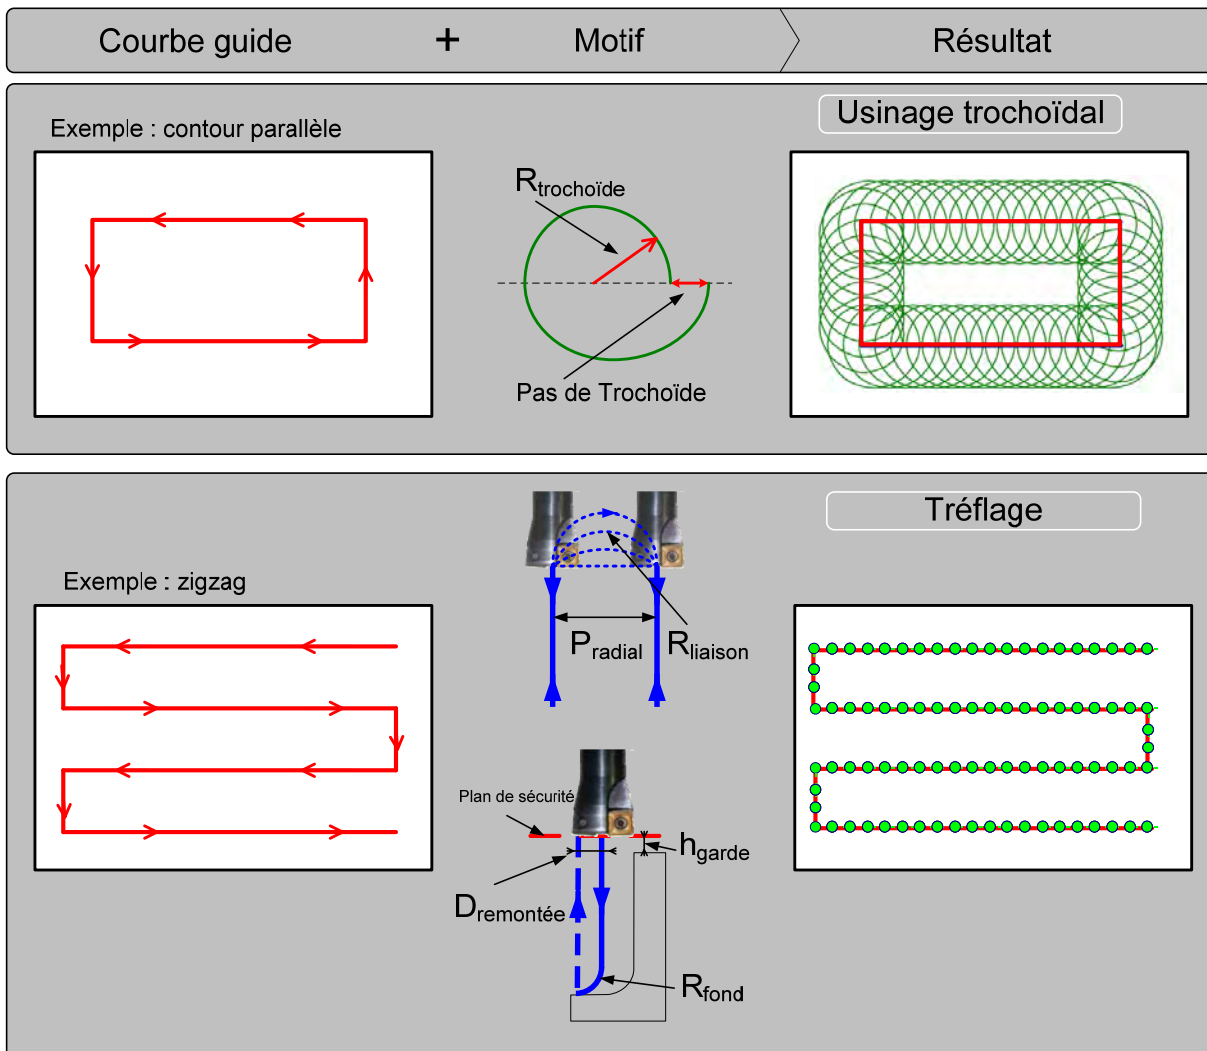 Courbe guide + Motif Résultat
Usinage trochoïdal
Exemple : contour parallèle
Rtrochoïde
Pas de Trochoïde
Tréflage
Exemple : zigzag
Pradial
Rliaison
Plan de sécurité
hgarde
Dremontée
Rfond